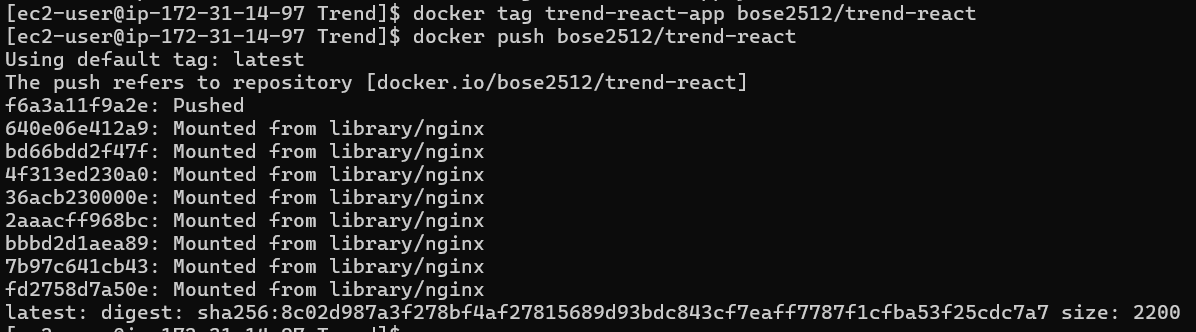 [ec2-user@ip-172-31-14-97 Trend]$ docker tag trend-react-app bose2512/trend-react
[ec2-user@ip-172-31-14-97 Trend]$ docker push bose2512/trend-react
Using default tag: latest
The push refers to repository [docker.io/bose2512/trend-react]
f6a3a11f9a2e: Pushed
640e06e412a9: Mounted from library/nginx
bd66bdd2f47f: Mounted from library/nginx
4f313ed230a0: Mounted from library/nginx
36acb230000e: Mounted from library/nginx
2aaacff968bc: Mounted from library/nginx
bbbd2d1aea89: Mounted from library/nginx
7b97c641cb43: Mounted from library/nginx
fd2758d7a50e: Mounted from library/nginx
latest: digest: sha256:8c02d987a3f278bf4af27815689d93bdc843cf7eaff7787f1cfba53f25cdc7a7 size: 2200